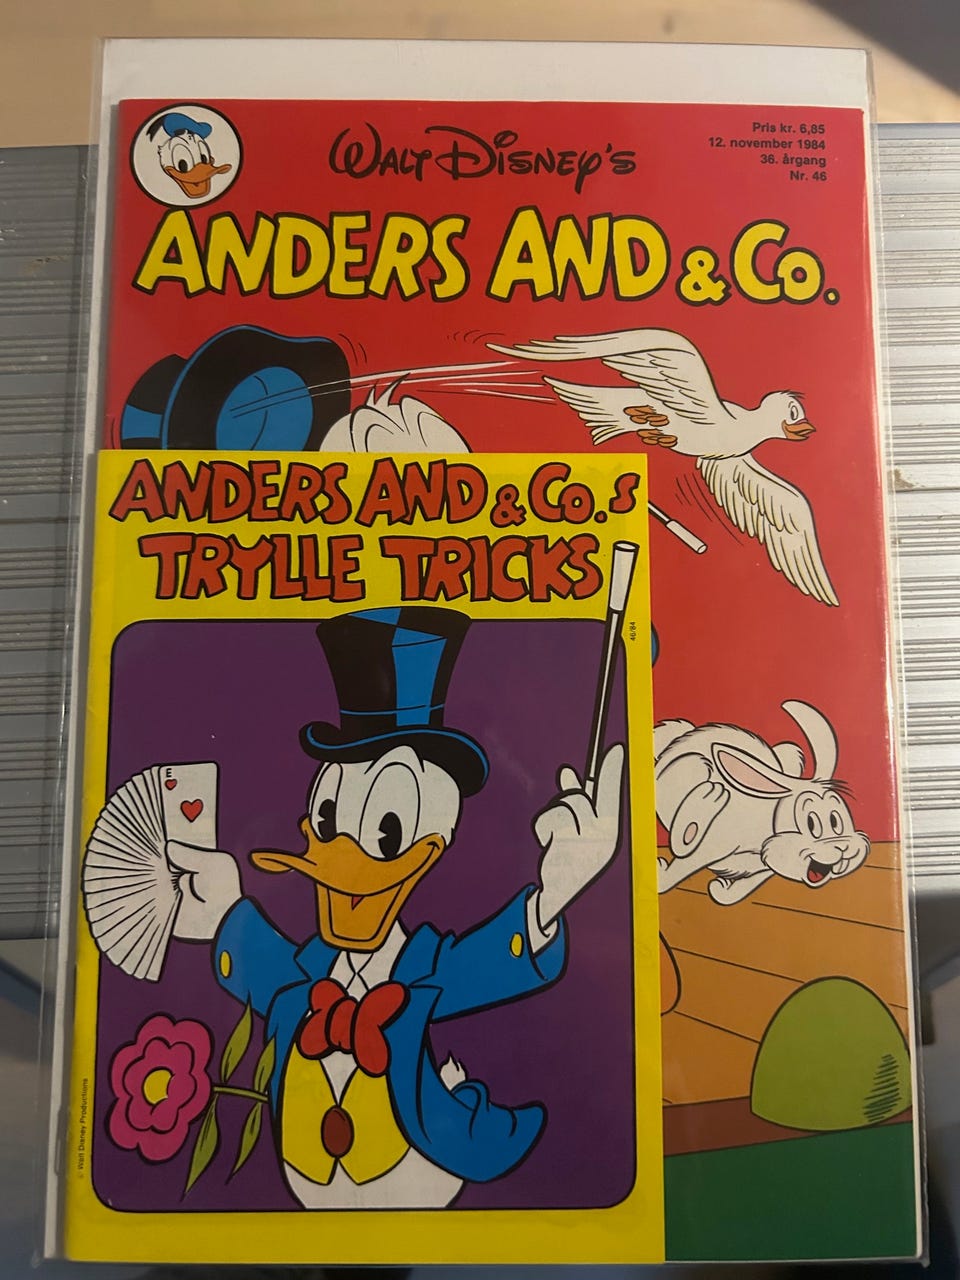 WALT DISNEY'S
Pris kr. 6,85
12. november 1984
36. årgang
Nr. 46
ANDERS AND & CO.
ANDERS AND & CO.S
TRYLLE TRICKS
46/84
E
© Walt Disney Productions